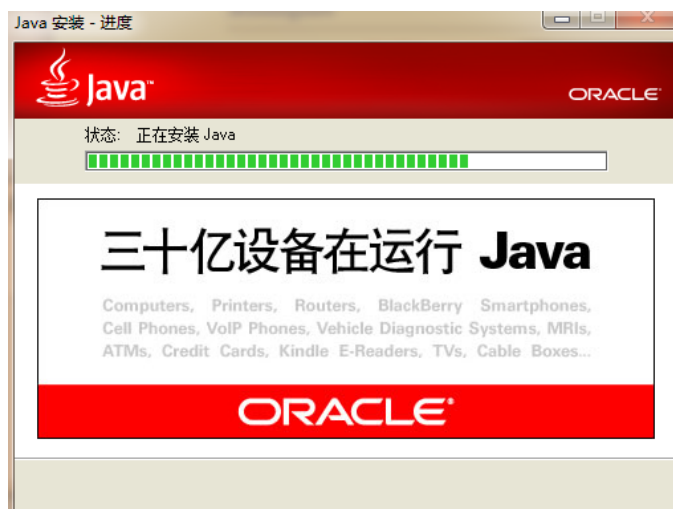 Java 安装 - 进度
Java™
ORACLE®
状态: 正在安装 Java
三十亿设备在运行 Java
Computers, Printers, Routers, BlackBerry Smartphones,
Cell Phones, VoIP Phones, Vehicle Diagnostic Systems, MRIs,
ATMs, Credit Cards, Kindle E-Readers, TVs, Cable Boxes...
ORACLE®